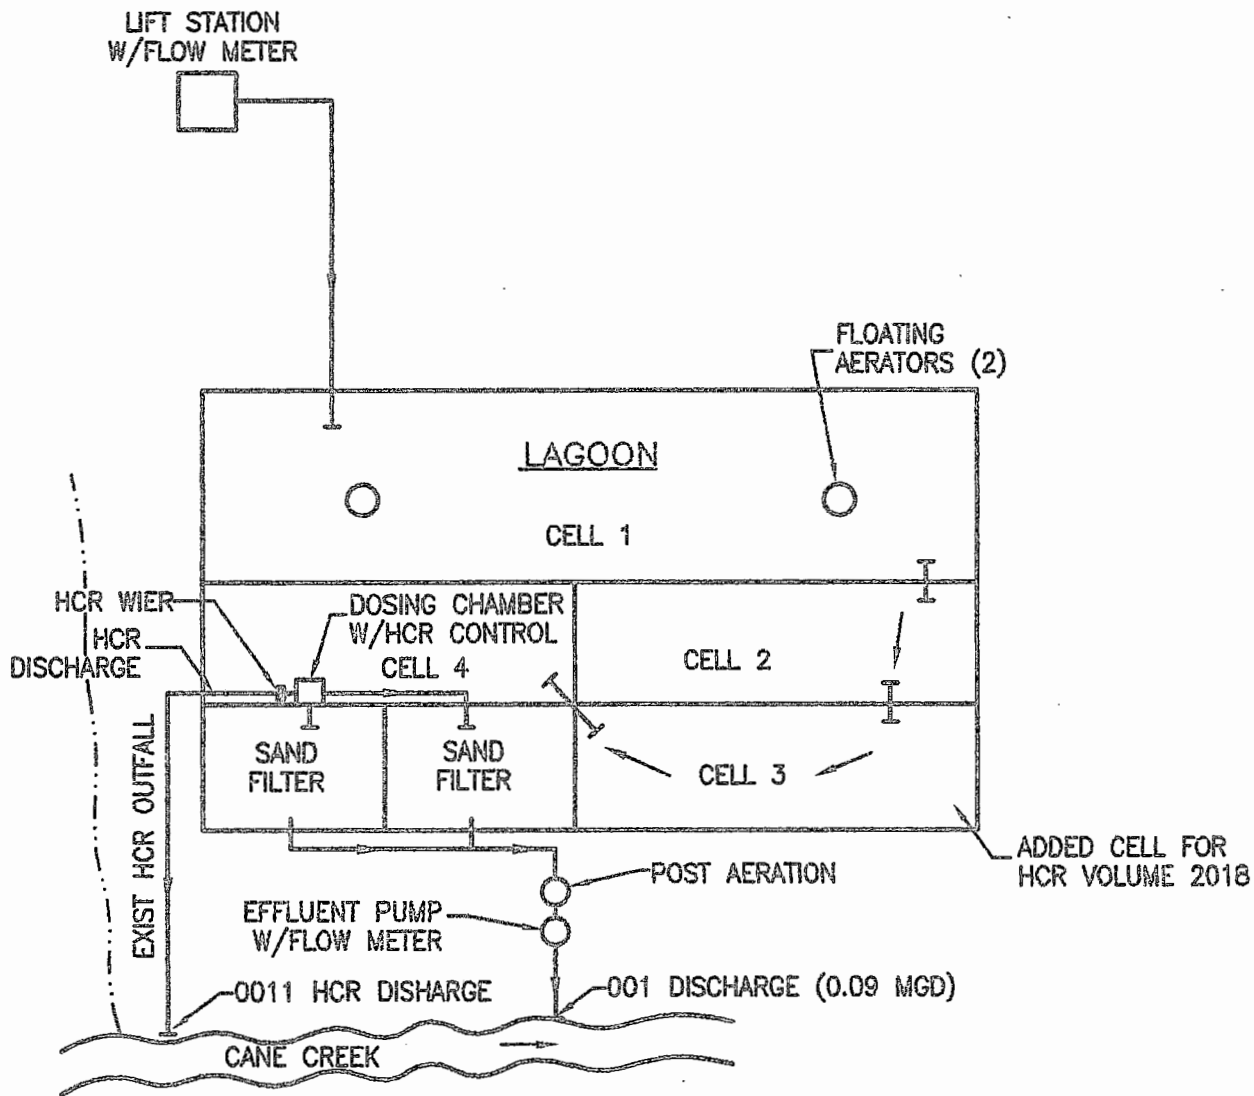 LIFT STATION
W/FLOW METER
FLOATING
AERATORS (2)
LAGOON
CELL 1
HCR WIER
DOSING CHAMBER
W/HCR CONTROL
HCR
DISCHARGE
CELL 4
CELL 2
SAND
FILTER
SAND
FILTER
CELL 3
EXIST HCR OUTFALL
ADDED CELL FOR
HCR VOLUME 2018
POST AERATION
EFFLUENT PUMP
W/FLOW METER
0011 HCR DISHARGE
001 DISCHARGE (0.09 MGD)
CANE CREEK